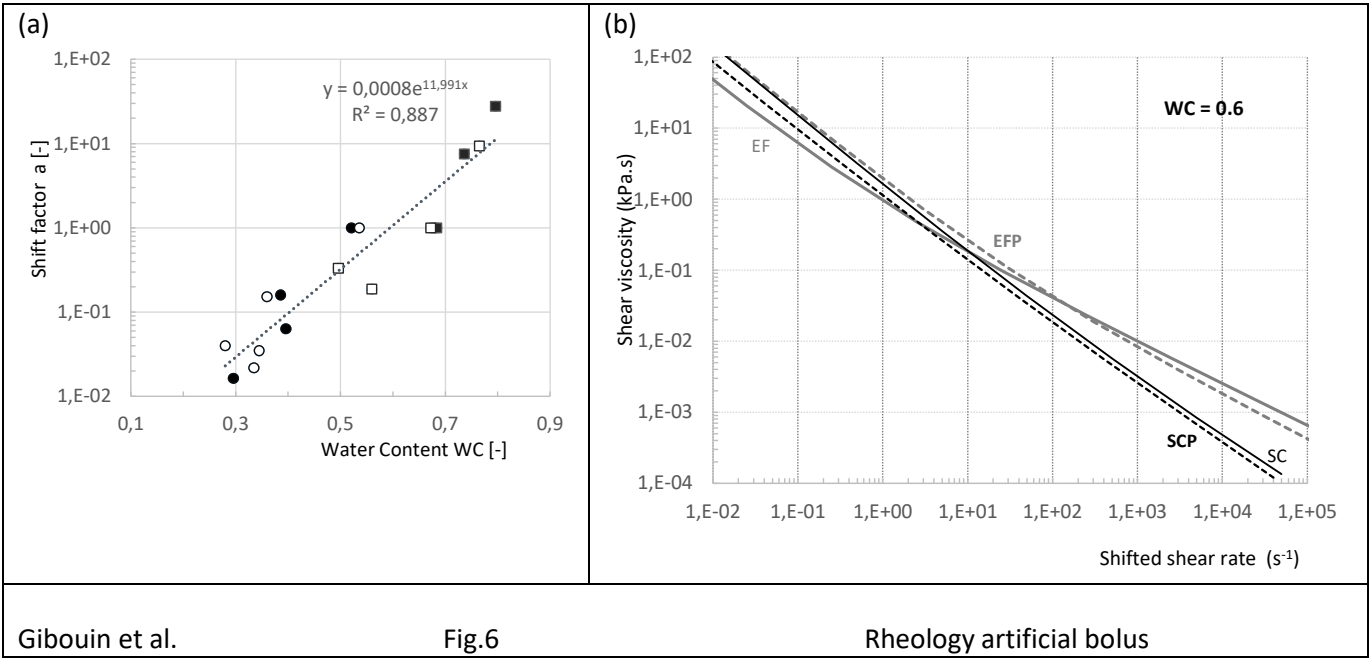 (a)
1,E+02
1,E+01
1,E+00
1,E-01
1,E-02
Shift factor a [-]
y = 0,0008e^11,991x
R² = 0,887
0,1 0,3 0,5 0,7 0,9
Water Content WC [-]
(b)
1,E+02
1,E+01
1,E+00
1,E-01
1,E-02
1,E-03
1,E-04
Shear viscosity (kPa.s)
WC = 0.6
EF
EFP
SCP
SC
1,E-02 1,E-01 1,E+00 1,E+01 1,E+02 1,E+03 1,E+04 1,E+05
Shifted shear rate (s⁻¹)
Gibouin et al. Fig.6 Rheology artificial bolus